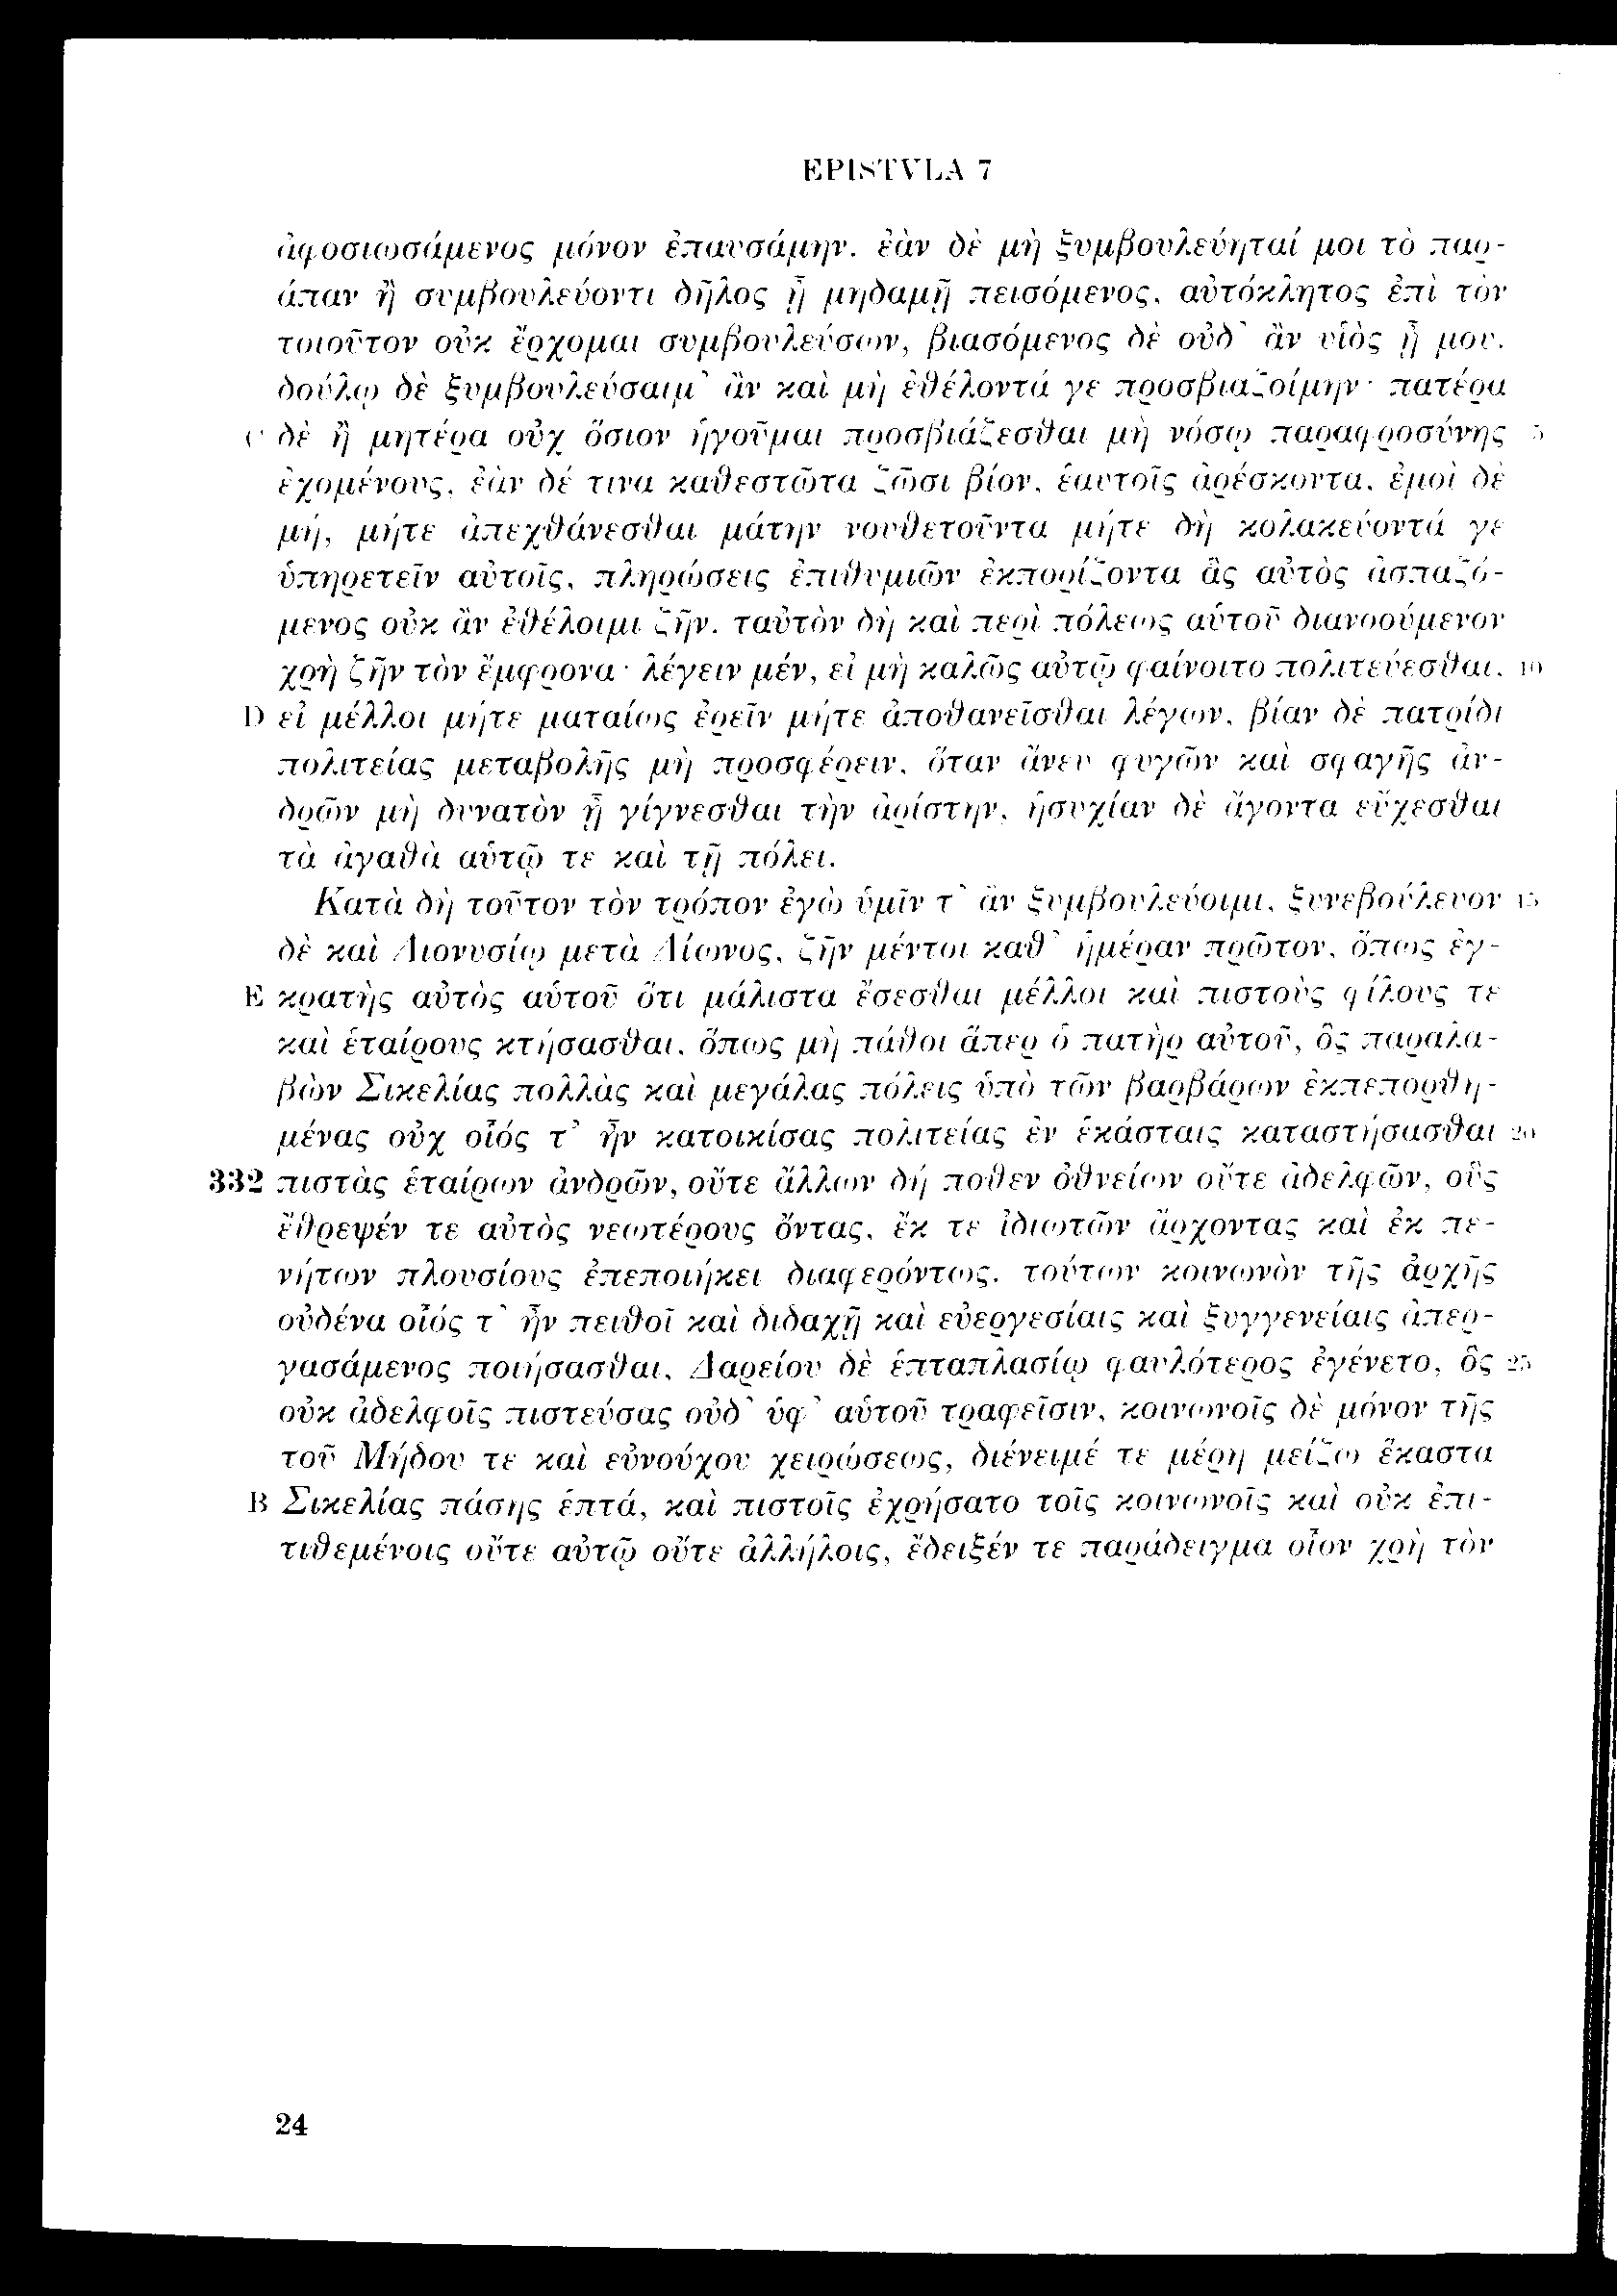 EPISTVLA 7
ἀφοσιωσάμενος μόνον ἐπαυσάμην. ἐὰν δὲ μὴ ξυμβουλεύηταί μοι τὸ παρ-
άπαν ἢ συμβουλεύοντι δῆλος ᾖ μηδαμῇ πεισόμενος, αὐτόκλητος ἐπὶ τὸν
τοιοῦτον οὐκ ἔρχομαι συμβουλεύσων, βιασόμενος δὲ οὐδ᾽ ἂν υἱὸς ᾖ μου.
δούλῳ δὲ ξυμβουλεύσαιμ᾽ ἂν καὶ μὴ ἐθέλοντά γε προσβιαζοίμην· πατέρα
C δὲ ἢ μητέρα οὐχ ὅσιον ἡγοῦμαι προσβιάζεσθαι μὴ νόσῳ παραφροσύνης 5
ἐχομένους, ἐὰν δέ τινα καθεστῶτα ζῶσι βίον, ἑαυτοῖς ἀρέσκοντα, ἐμοὶ δὲ
μή, μήτε ἀπεχθάνεσθαι μάτην νουθετοῦντα μήτε δὴ κολακεύοντά γε
ὑπηρετεῖν αὐτοῖς, πληρώσεις ἐπιθυμιῶν ἐκπορίζοντα ἃς αὐτὸς ἀσπαζό-
μενος οὐκ ἂν ἐθέλοιμι ζῆν. ταὐτὸν δὴ καὶ περὶ πόλεως αὑτοῦ διανοούμενον
χρὴ ζῆν τὸν ἔμφρονα· λέγειν μέν, εἰ μὴ καλῶς αὐτῷ φαίνοιτο πολιτεύεσθαι, 10
D εἰ μέλλοι μήτε ματαίως ἐρεῖν μήτε ἀποθανεῖσθαι λέγων, βίαν δὲ πατρίδι
πολιτείας μεταβολῆς μὴ προσφέρειν, ὅταν ἄνευ φυγῶν καὶ σφαγῆς ἀν-
δρῶν μὴ δυνατὸν ᾖ γίγνεσθαι τὴν ἀρίστην, ἡσυχίαν δὲ ἄγοντα εὔχεσθαι
τὰ ἀγαθὰ αὑτῷ τε καὶ τῇ πόλει.
Κατὰ δὴ τοῦτον τὸν τρόπον ἐγὼ ὑμῖν τ᾽ ἂν ξυμβουλεύοιμι, ξυνεβούλευον 15
δὲ καὶ Διονυσίῳ μετὰ Δίωνος, ζῆν μέντοι καθ᾽ ἡμέραν πρῶτον, ὅπως ἐγ-
E κρατὴς αὐτὸς αὑτοῦ ὅτι μάλιστα ἔσεσθαι μέλλοι καὶ πιστοὺς φίλους τε
καὶ ἑταίρους κτήσασθαι, ὅπως μὴ πάθοι ἅπερ ὁ πατὴρ αὐτοῦ, ὃς παραλα-
βὼν Σικελίας πολλὰς καὶ μεγάλας πόλεις ὑπὸ τῶν βαρβάρων ἐκπεπορθη-
μένας οὐχ οἷός τ᾽ ἦν κατοικίσας πολιτείας ἐν ἑκάσταις καταστήσασθαι 20
332 πιστὰς ἑταίρων ἀνδρῶν, οὔτε ἄλλων δή ποθεν ὀθνείων οὔτε ἀδελφῶν, οὓς
ἔθρεψέν τε αὐτὸς νεωτέρους ὄντας, ἔκ τε ἰδιωτῶν ἄρχοντας καὶ ἐκ πε-
νήτων πλουσίους ἐπεποιήκει διαφερόντως. τούτων κοινωνὸν τῆς ἀρχῆς
οὐδένα οἷός τ᾽ ἦν πειθοῖ καὶ διδαχῇ καὶ εὐεργεσίαις καὶ ξυγγενείαις ἀπερ-
γασάμενος ποιήσασθαι, Δαρείου δὲ ἑπταπλασίῳ φαυλότερος ἐγένετο, ὃς 25
οὐκ ἀδελφοῖς πιστεύσας οὐδ᾽ ὑφ᾽ αὑτοῦ τραφεῖσιν, κοινωνοῖς δὲ μόνον τῆς
τοῦ Μήδου τε καὶ εὐνούχου χειρώσεως, διένειμέ τε μέρη μείζω ἕκαστα
B Σικελίας πάσης ἑπτά, καὶ πιστοῖς ἐχρήσατο τοῖς κοινωνοῖς καὶ οὐκ ἐπι-
τιθεμένοις οὔτε αὐτῷ οὔτε ἀλλήλοις, ἔδειξέν τε παράδειγμα οἷον χρὴ τὸν
24